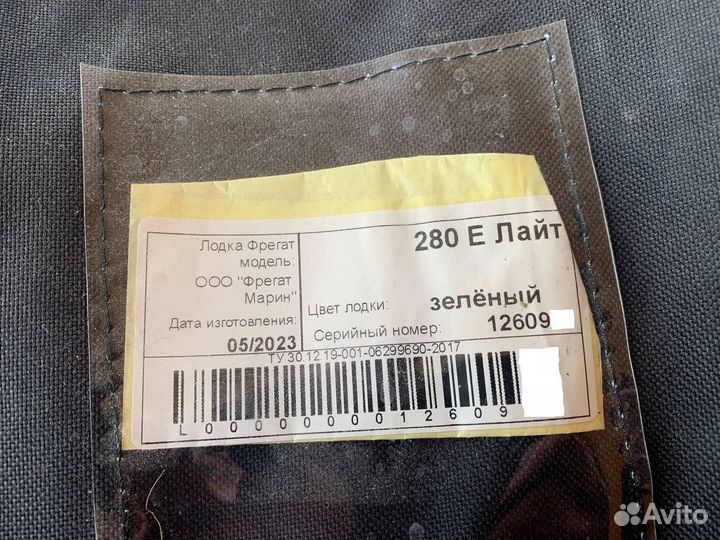 Лодка Фрегат
модель:
280 Е Лайт
ООО "Фрегат
Марин"
Цвет лодки: зелёный
Дата изготовления:
05/2023
Серийный номер: 12609
ТУ 30.12.19-001-06299690-2017
L000000012609
Avito